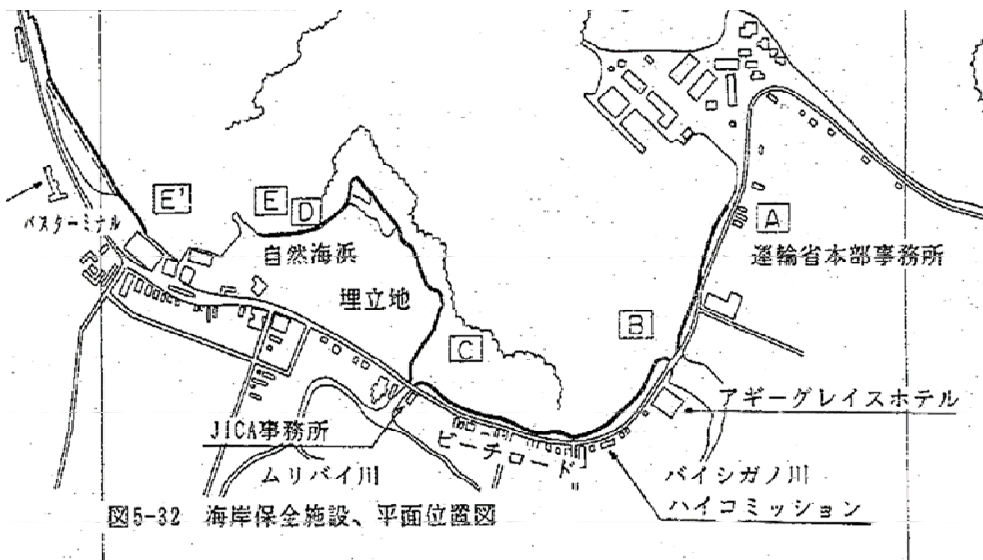 E'
バスターミナル
E
D
自然海浜
埋立地
A
運輸省本部事務所
B
C
アギーグレイスホテル
JICA事務所
ビーチロード
ムリバイ川
バイシガノ川
ハイコミッション
図5-32 海岸保全施設、平面位置図